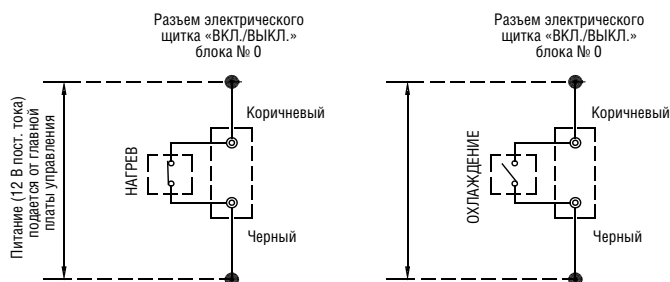 Разъем электрического
щитка «ВКЛ./ВЫКЛ.»
блока № 0
Коричневый
НАГРЕВ
Черный
Питание (12 В пост. тока)
подается от главной
платы управления
Разъем электрического
щитка «ВКЛ./ВЫКЛ.»
блока № 0
Коричневый
ОХЛАЖДЕНИЕ
Черный